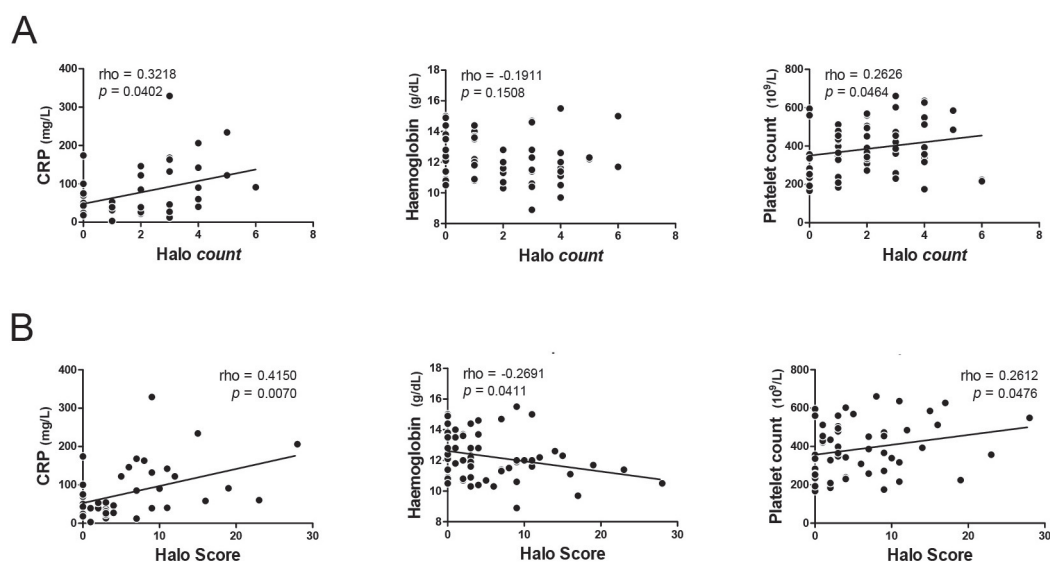 A
rho = 0.3218
p = 0.0402
CRP (mg/L)
400
300
200
100
0
0 2 4 6 8
Halo count
rho = -0.1911
p = 0.1508
Haemoglobin (g/dL)
18
16
14
12
10
8
0 2 4 6 8
Halo count
rho = 0.2626
p = 0.0464
Platelet count (10⁹/L)
800
600
400
200
0
0 2 4 6 8
Halo count
B
rho = 0.4150
p = 0.0070
CRP (mg/L)
400
300
200
100
0
0 10 20 30
Halo Score
rho = -0.2691
p = 0.0411
Haemoglobin (g/dL)
18
16
14
12
10
8
0 10 20 30
Halo Score
rho = 0.2612
p = 0.0476
Platelet count (10⁹/L)
800
600
400
200
0
0 10 20 30
Halo Score